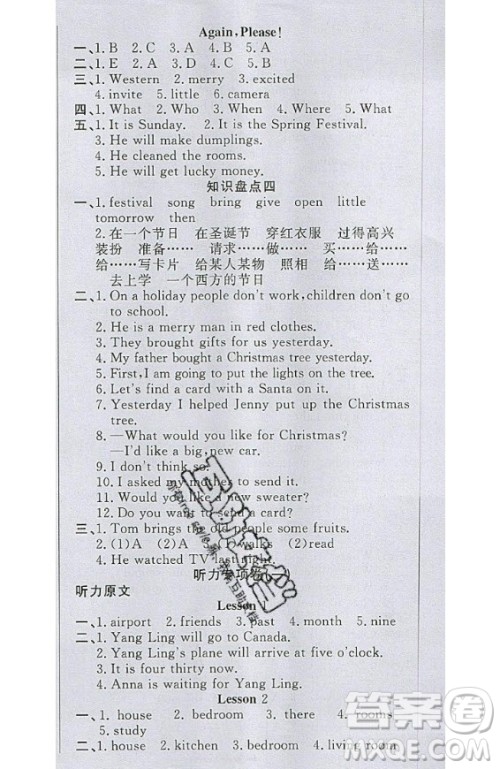 Again, Please!
一、1. B  2. C  3. A  4. B  5. A
二、1. E  2. A  3. D  4. C  5. B
三、1. Western  2. merry  3. excited
4. invite  5. little  6. camera
四、1. What  2. Who  3. When  4. Where  5. What
五、1. It is Sunday.  2. It is the Spring Festival.
3. He will make dumplings.
4. He cleaned the rooms.
5. He will get lucky money.
知识盘点四
一、1. festival  song  bring  give  open  little
tomorrow  then
2. 在一个节日  在圣诞节  穿红衣服  过得高兴
装扮  准备……  请求……做……  买……给……
给……写卡片  给某人某物  照相  给……送……
去上学  一个西方的节日
二、1. On a holiday people don't work, children don't go
to school.
2. He is a merry man in red clothes.
3. They brought gifts for us yesterday.
4. My father bought a Christmas tree yesterday.
5. First, I am putting the lights on the tree.
6. Let's find a card with a Santa on it.
7. Yesterday I helped Jenny put up the Christmas
tree.
8. —What would you like for Christmas?
—I'd like a big, new car.
9. I don't think so.
10. I asked my mother to send it.
11. Would you like a new sweater?
12. Do you want to send a card?
三、1. Tom brings the old people some fruits.
2. (1)A  (2)A  3. (1)to  (2)read
4. He watched TV last night.
听力专项
听力原文
Lesson 1
一、1. airport  2. friends  3. past  4. month  5. nine
二、1. Yang Ling will go to Canada.
2. Yang Ling's plane will arrive at five o'clock.
3. It is four thirty now.
4. Anna is waiting for Yang Ling.
Lesson 2
一、1. house  2. bedroom  3. there  4. rooms
5. study
二、1. house  2. kitchen  3. bedroom  4. living room
答案圈
MXQE.COM